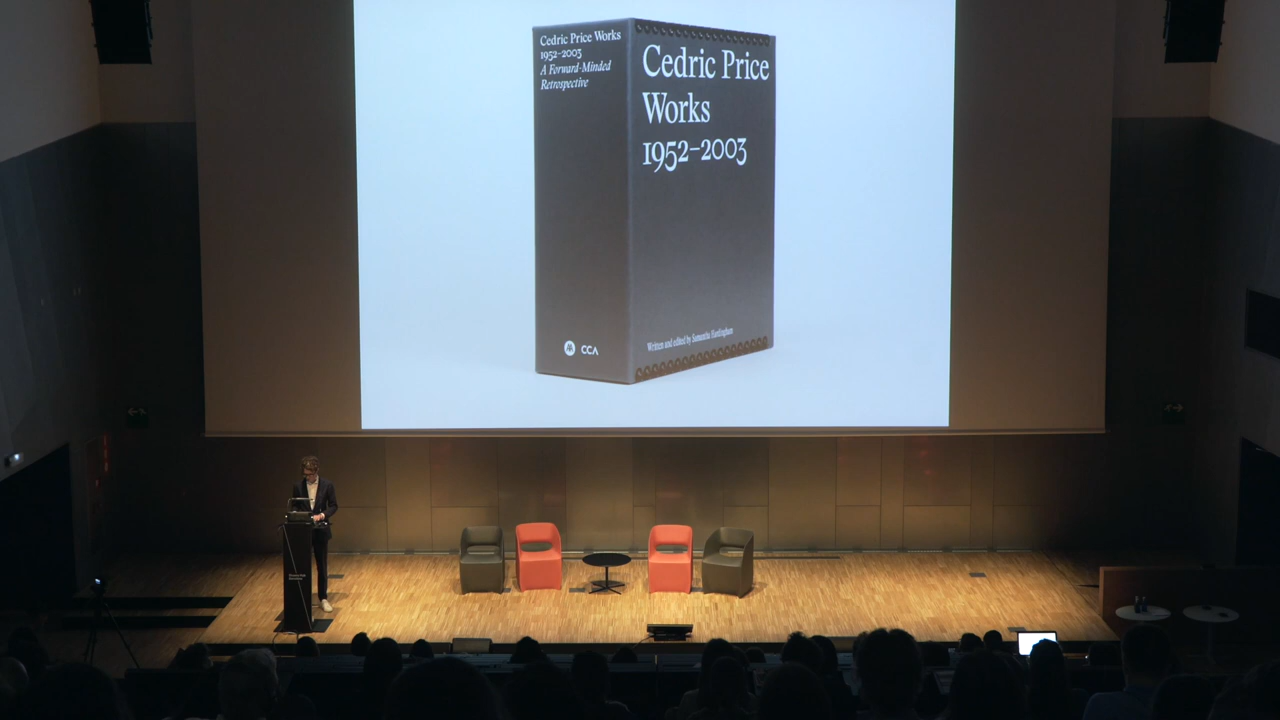 Cedric Price Works
1952–2003
A Forward-Minded
Retrospective
Cedric Price
Works
1952–2003
Written and edited by Samantha Hardingham
AA CCA